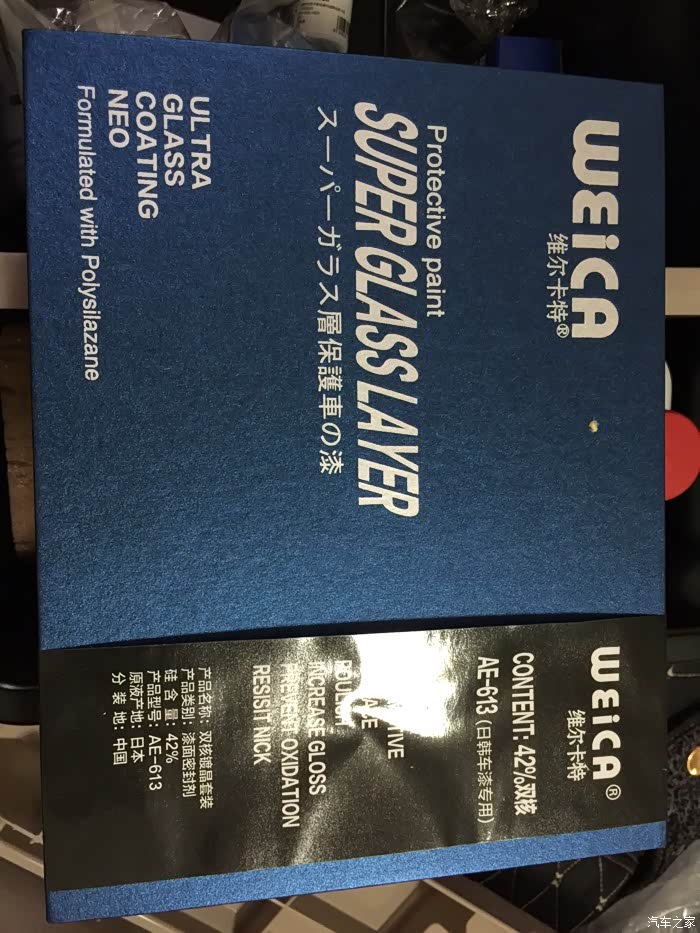 WEiCA
维尔卡特®
Protective paint
SUPER GLASS LAYER
スーパーガラス層保護車の漆
ULTRA
GLASS
COATING
NEO
Formulated with Polysilazane
WEiCA®
维尔卡特
CONTENT: 42%双核
AE-613 (日韩车漆专用)
INCREASE GLOSS
PREVENT OXIDATION
RESISIT NICK
产品名称: 双核镀晶套装
产品类别: 漆面密封剂
硅 含 量: 42%
产品型号: AE-613
原液产地: 日本
分 装 地: 中国
汽车之家